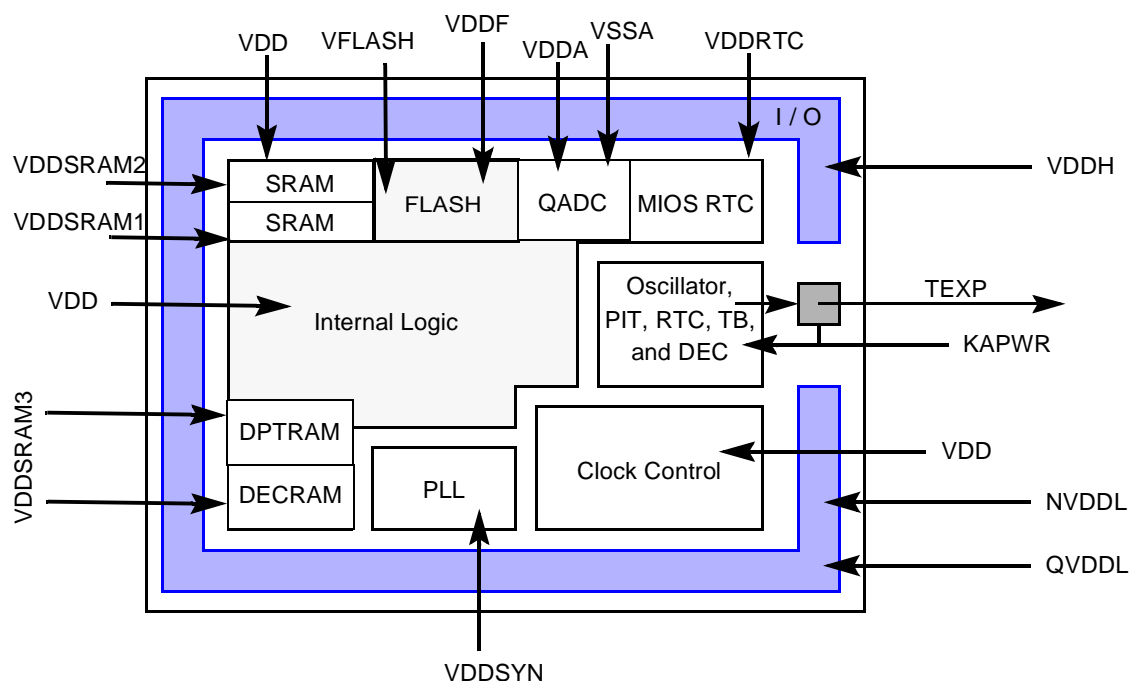 VDD
VFLASH
VDDF
VDDA
VSSA
VDDRTC
I / O
VDDSRAM2
SRAM
FLASH
QADC
MIOS RTC
VDDH
VDDSRAM1
SRAM
VDD
Internal Logic
Oscillator,
PIT, RTC, TB,
and DEC
TEXP
KAPWR
VDDSRAM3
DPTRAM
DECRAM
PLL
Clock Control
VDD
NVDDL
QVDDL
VDDSYN